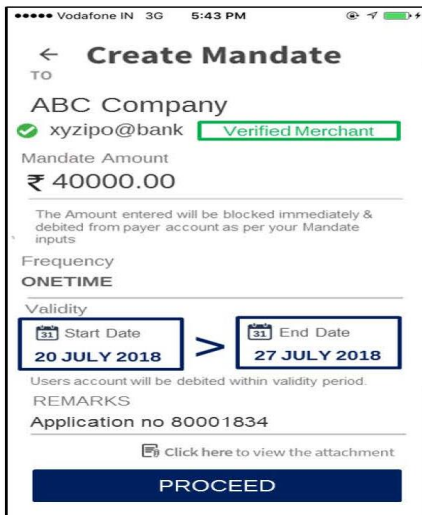 ●●●●● Vodafone IN 3G 5:43 PM
← Create Mandate
TO
ABC Company
xyzipo@bank Verified Merchant
Mandate Amount
₹ 40000.00
The Amount entered will be blocked immediately &
debited from payer account as per your Mandate
inputs
Frequency
ONETIME
Validity
31 Start Date > 31 End Date
20 JULY 2018 27 JULY 2018
Users account will be debited within validity period.
REMARKS
Application no 80001834
Click here to view the attachment
PROCEED